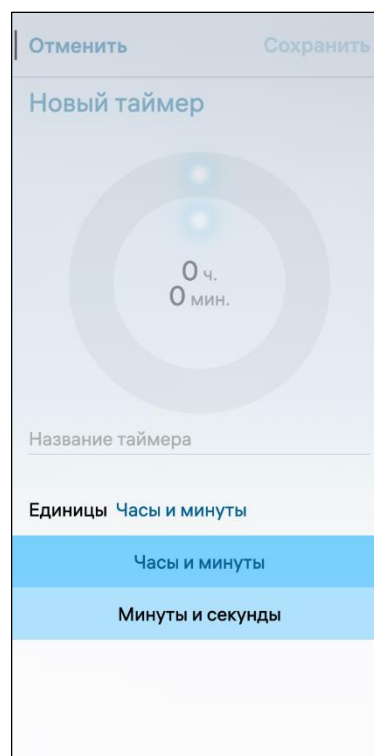 Отменить Сохранить
Новый таймер
0 ч.
0 мин.
Название таймера
Единицы Часы и минуты
Часы и минуты
Минуты и секунды